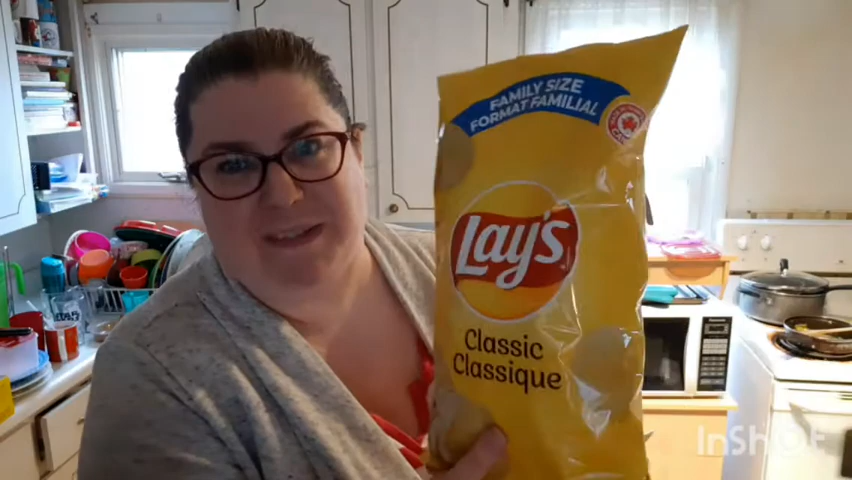 FAMILY SIZE
FORMAT FAMILIAL
Lay's
Classic
Classique
InShot